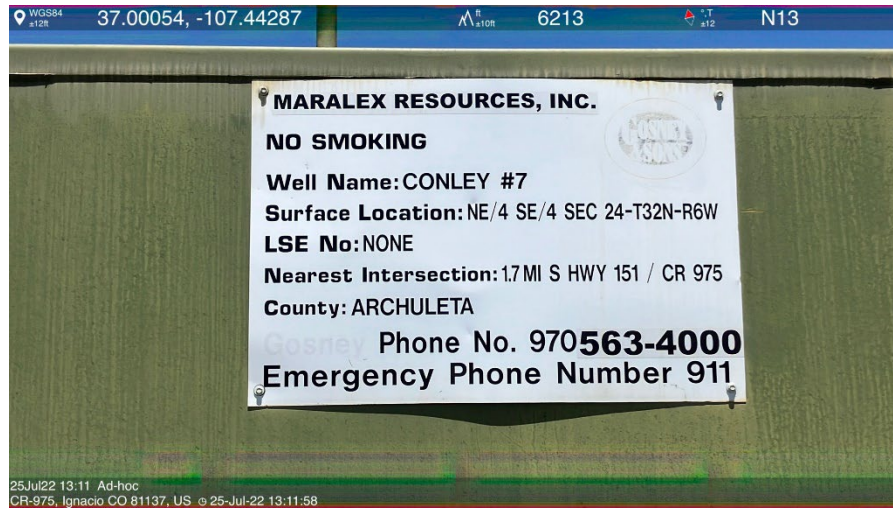 WGS84 ±12ft 37.00054, -107.44287 ft ±10ft 6213 °.T ±12 N13
MARALEX RESOURCES, INC.
GOSNEY & SONS
NO SMOKING
Well Name: CONLEY #7
Surface Location: NE/4 SE/4 SEC 24-T32N-R6W
LSE No: NONE
Nearest Intersection: 1.7 MI S HWY 151 / CR 975
County: ARCHULETA
Gosney Phone No. 970 563-4000
Emergency Phone Number 911
25Jul22 13:11 Ad-hoc
CR-975, Ignacio CO 81137, US 25-Jul-22 13:11:58